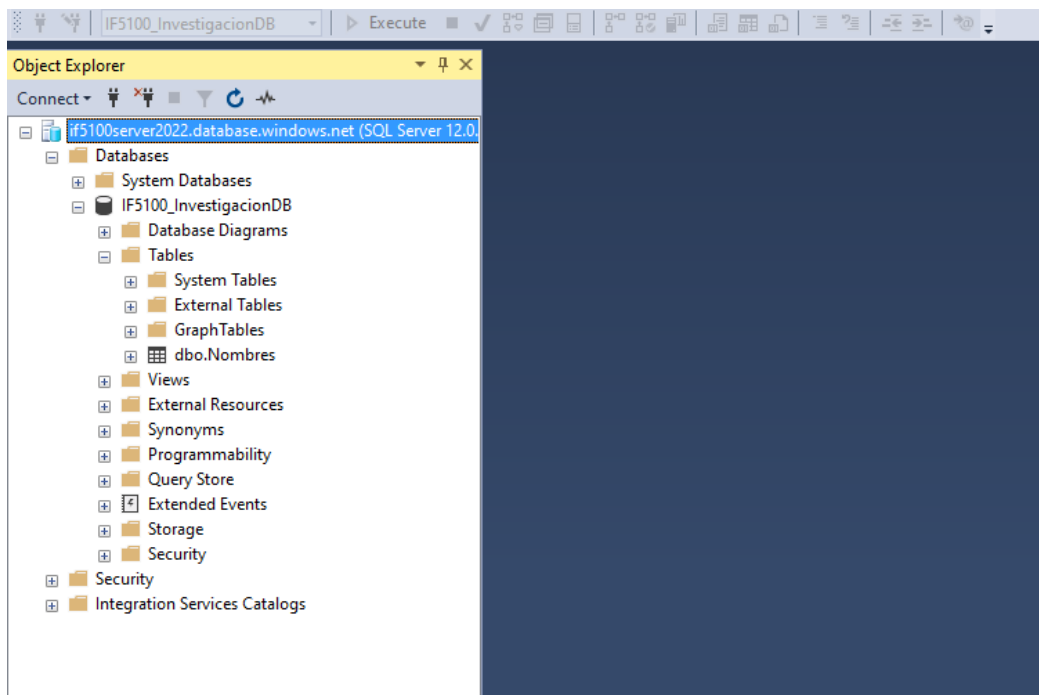 IF5100_InvestigacionDB Execute
Object Explorer
Connect
if5100server2022.database.windows.net (SQL Server 12.0.
Databases
System Databases
IF5100_InvestigacionDB
Database Diagrams
Tables
System Tables
External Tables
GraphTables
dbo.Nombres
Views
External Resources
Synonyms
Programmability
Query Store
Extended Events
Storage
Security
Security
Integration Services Catalogs